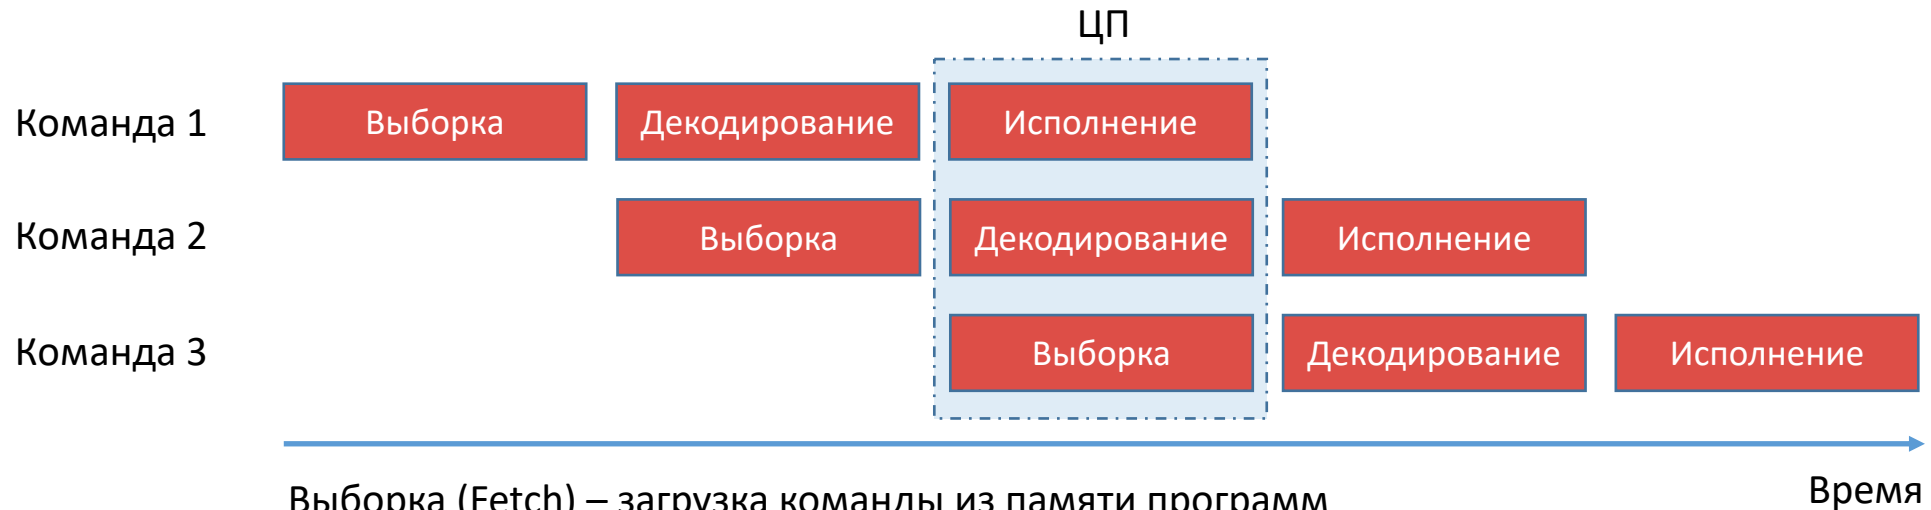 ЦП
Команда 1 Выборка Декодирование Исполнение
Команда 2 Выборка Декодирование Исполнение
Команда 3 Выборка Декодирование Исполнение
Время
Выборка (Fetch) – загрузка команды из памяти программ